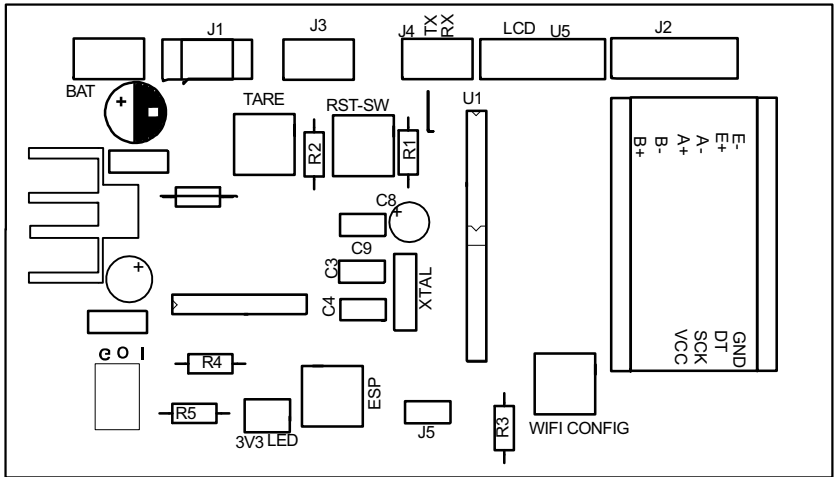 J1
J3
J4
TX
RX
LCD U5
J2
BAT
+
TARE
RST-SW
U1
R2
R1
B+
B-
A+
A-
E+
E-
C8
+
C9
C3
XTAL
+
C4
VCC
SCK
DT
GND
G O I
R4
ESP
R5
3V3 LED
J5
R3
WIFI CONFIG